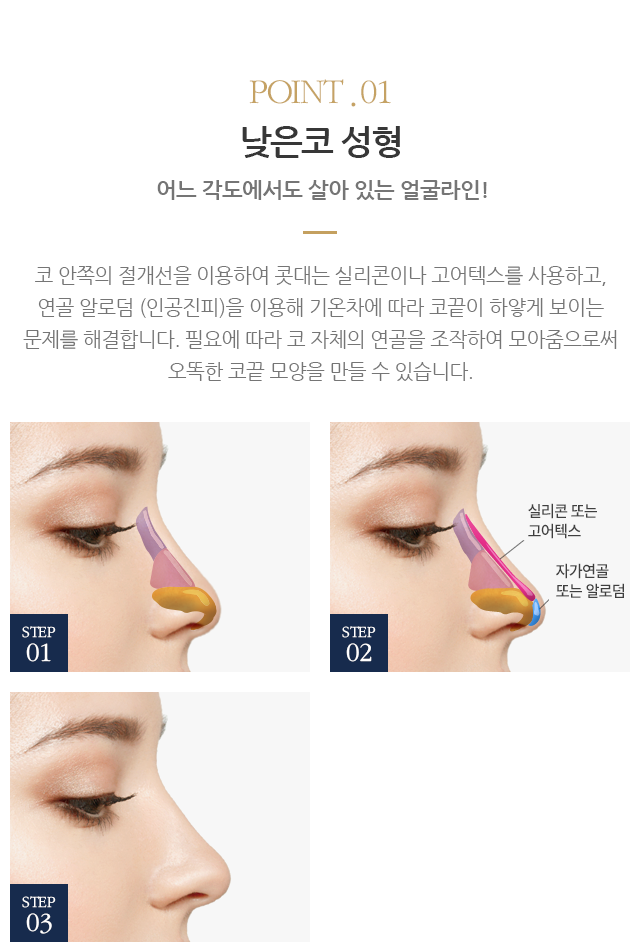 POINT .01
낮은코 성형
어느 각도에서도 살아 있는 얼굴라인!
코 안쪽의 절개선을 이용하여 콧대는 실리콘이나 고어텍스를 사용하고,
연골 알로덤 (인공진피)을 이용해 기온차에 따라 코끝이 하얗게 보이는
문제를 해결합니다. 필요에 따라 코 자체의 연골을 조작하여 모아줌으로써
오똑한 코끝 모양을 만들 수 있습니다.
STEP
01
실리콘 또는
고어텍스
자가연골
또는 알로덤
STEP
02
STEP
03